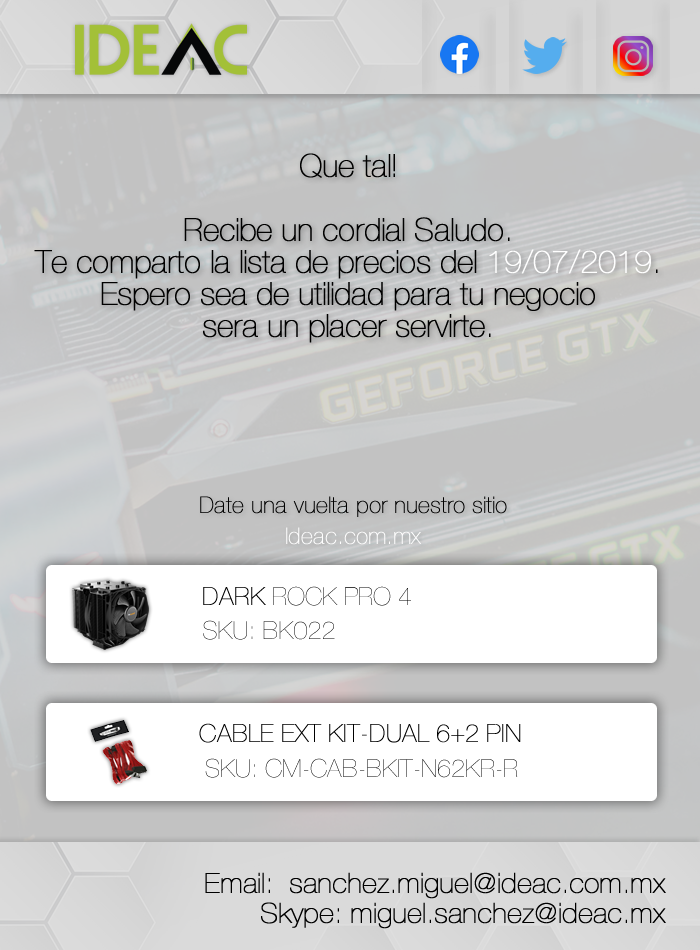 IDEAC
Que tal!
Recibe un cordial Saludo.
Te comparto la lista de precios del 19/07/2019.
Espero sea de utilidad para tu negocio
sera un placer servirte.
GEFORCE GTX
Date una vuelta por nuestro sitio
Ideac.com.mx
GTX
DARK ROCK PRO 4
SKU: BK022
CABLE EXT KIT-DUAL 6+2 PIN
SKU: CM-CAB-BKIT-N62KR-R
Email: sanchez.miguel@ideac.com.mx
Skype: miguel.sanchez@ideac.mx